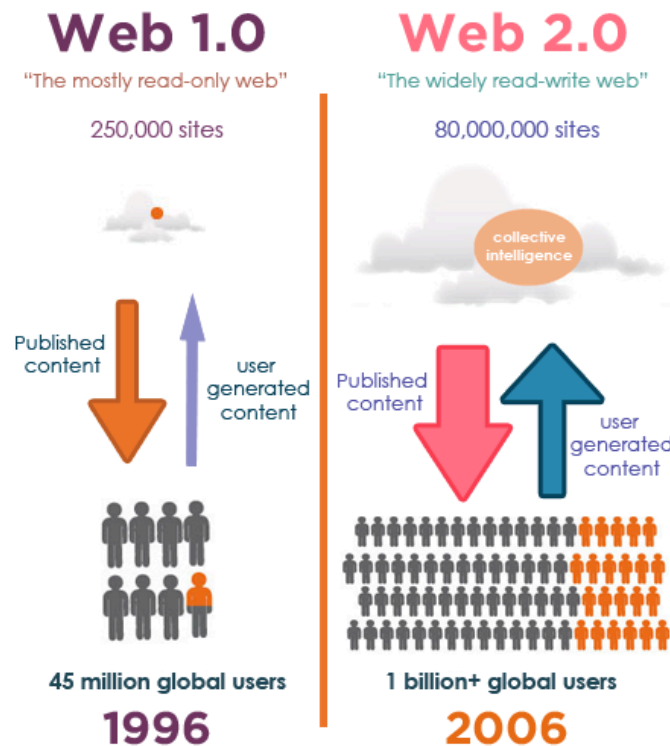 Web 1.0
“The mostly read-only web”
250,000 sites
Published
content
user
generated
content
45 million global users
1996
Web 2.0
“The widely read-write web”
80,000,000 sites
collective
intelligence
Published
content
user
generated
content
1 billion+ global users
2006